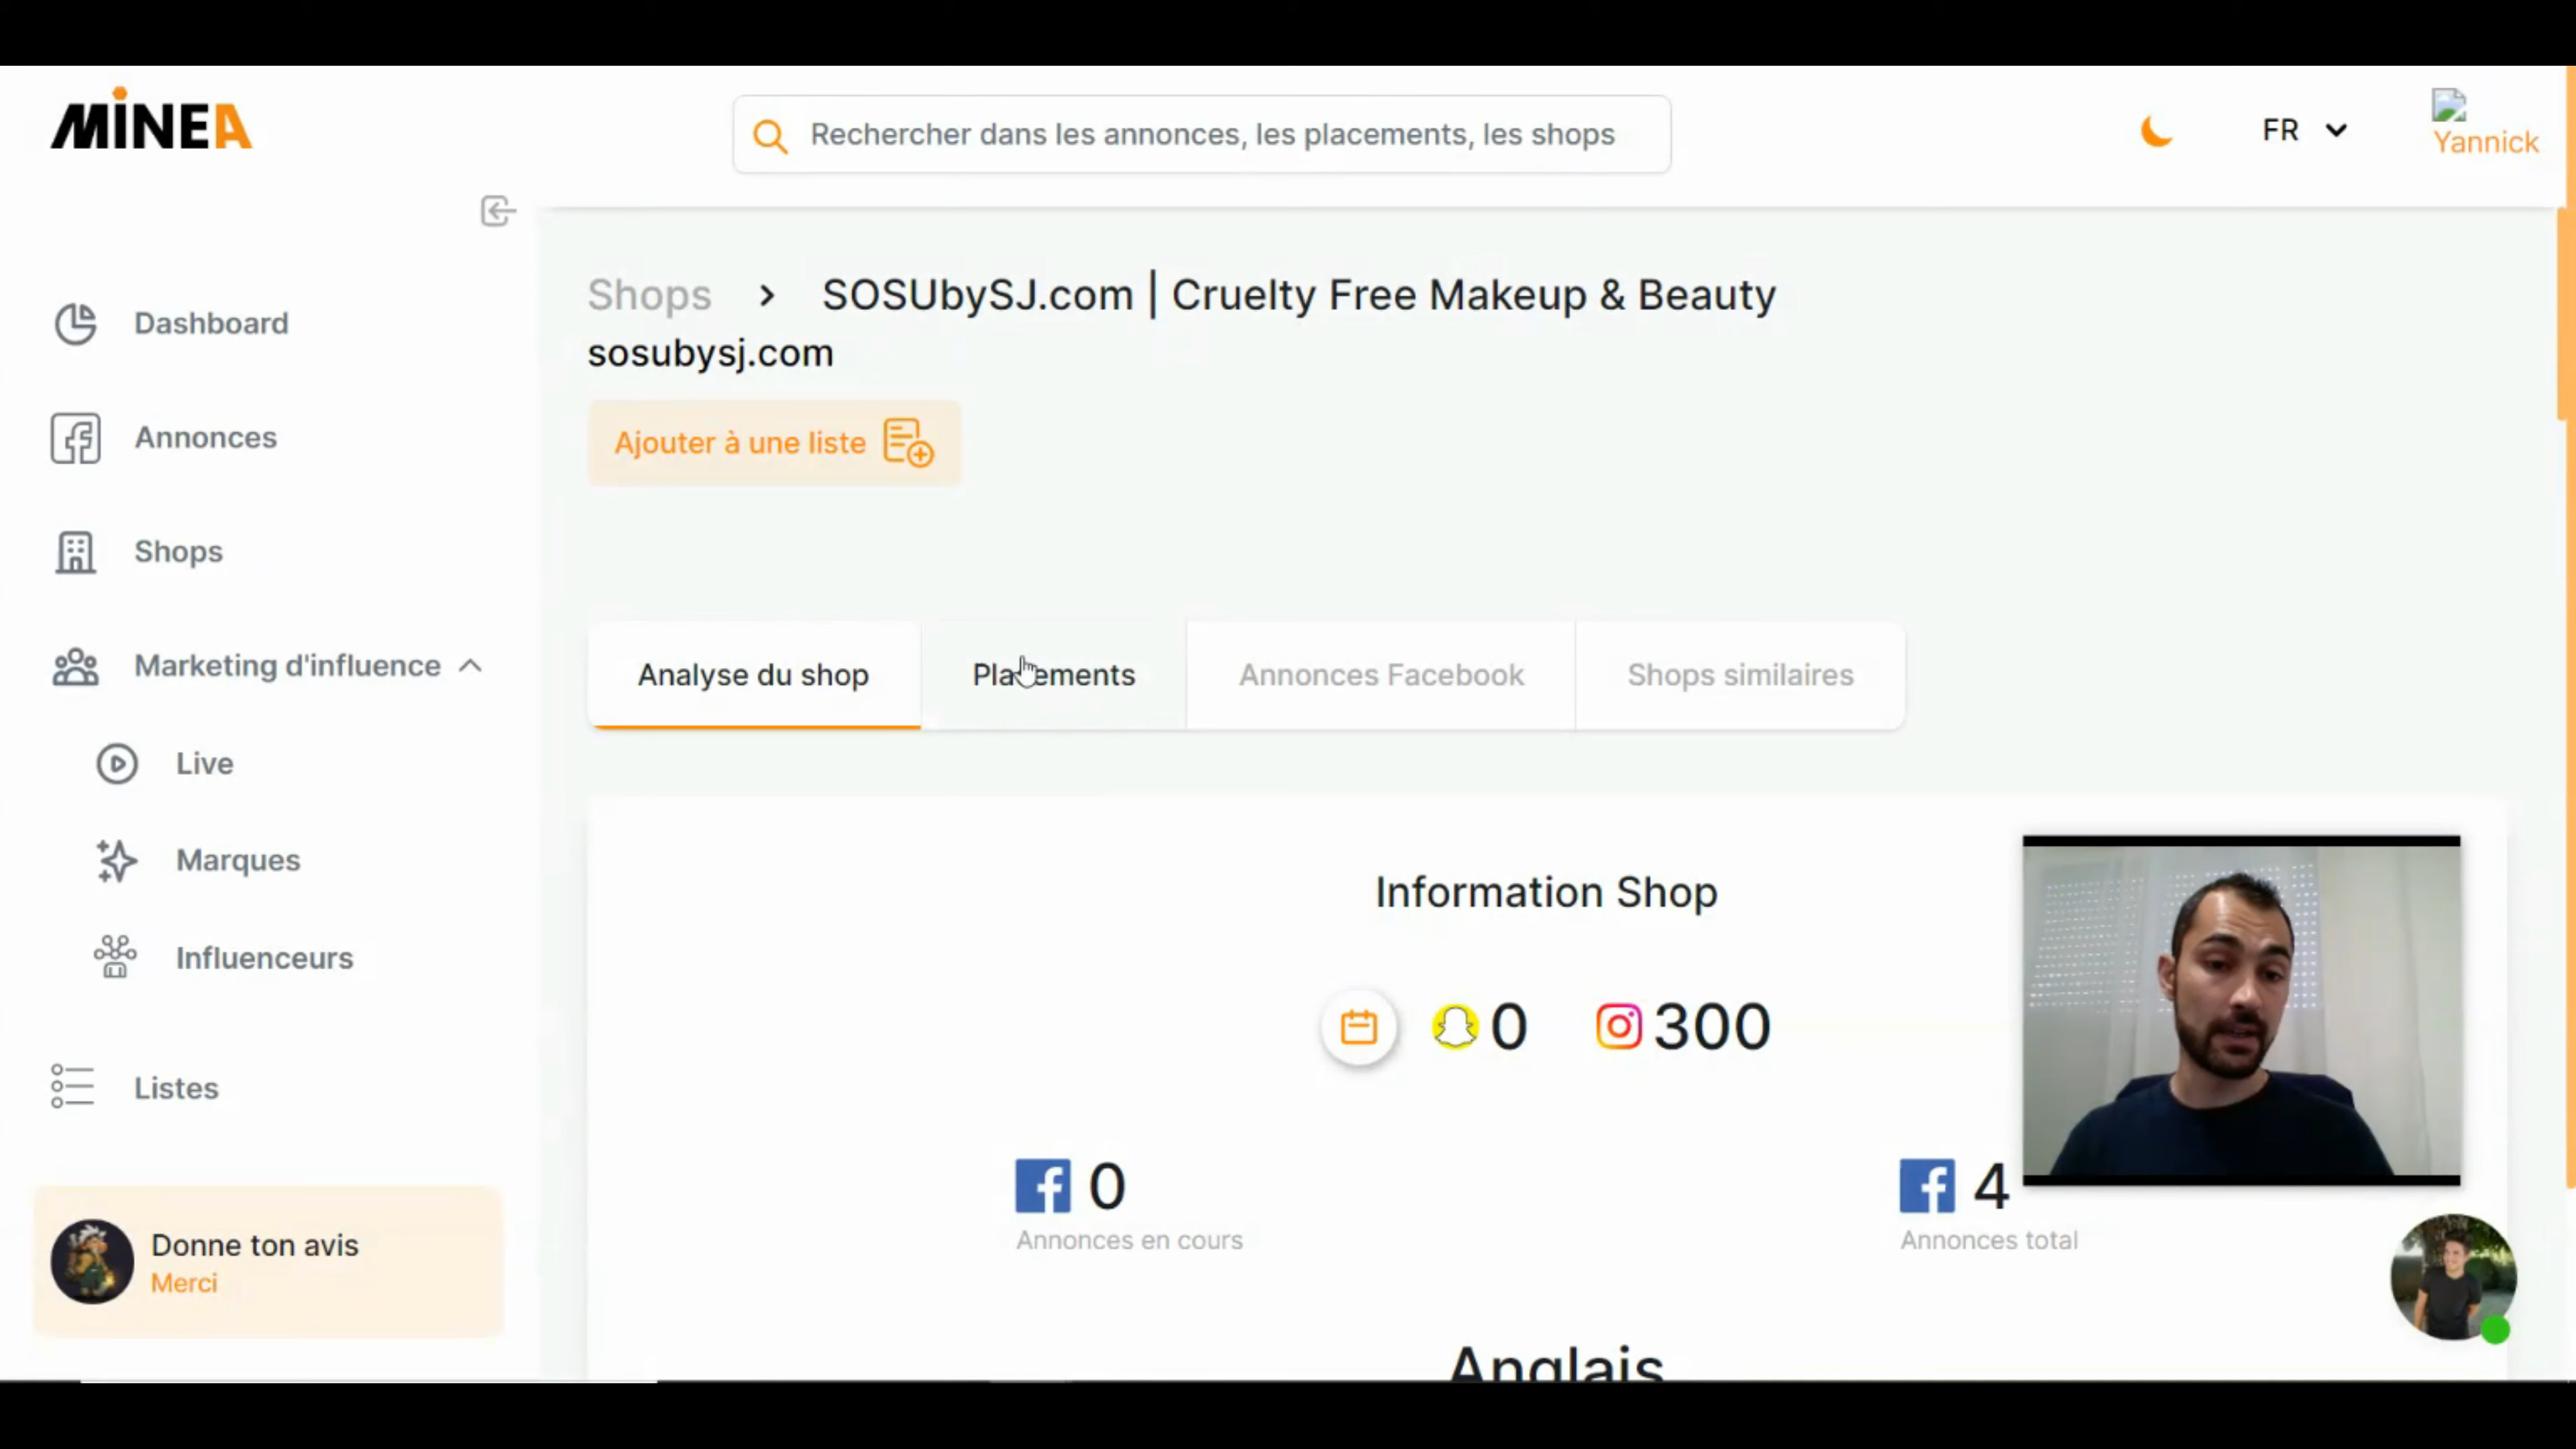 MINEA
Rechercher dans les annonces, les placements, les shops
FR
Yannick
Dashboard
Annonces
Shops
Marketing d'influence
Live
Marques
Influenceurs
Listes
Donne ton avis
Merci
Shops > SOSUbySJ.com | Cruelty Free Makeup & Beauty
sosubysj.com
Ajouter à une liste
Analyse du shop
Placements
Annonces Facebook
Shops similaires
Information Shop
0
300
0
Annonces en cours
4
Annonces total
Anglais